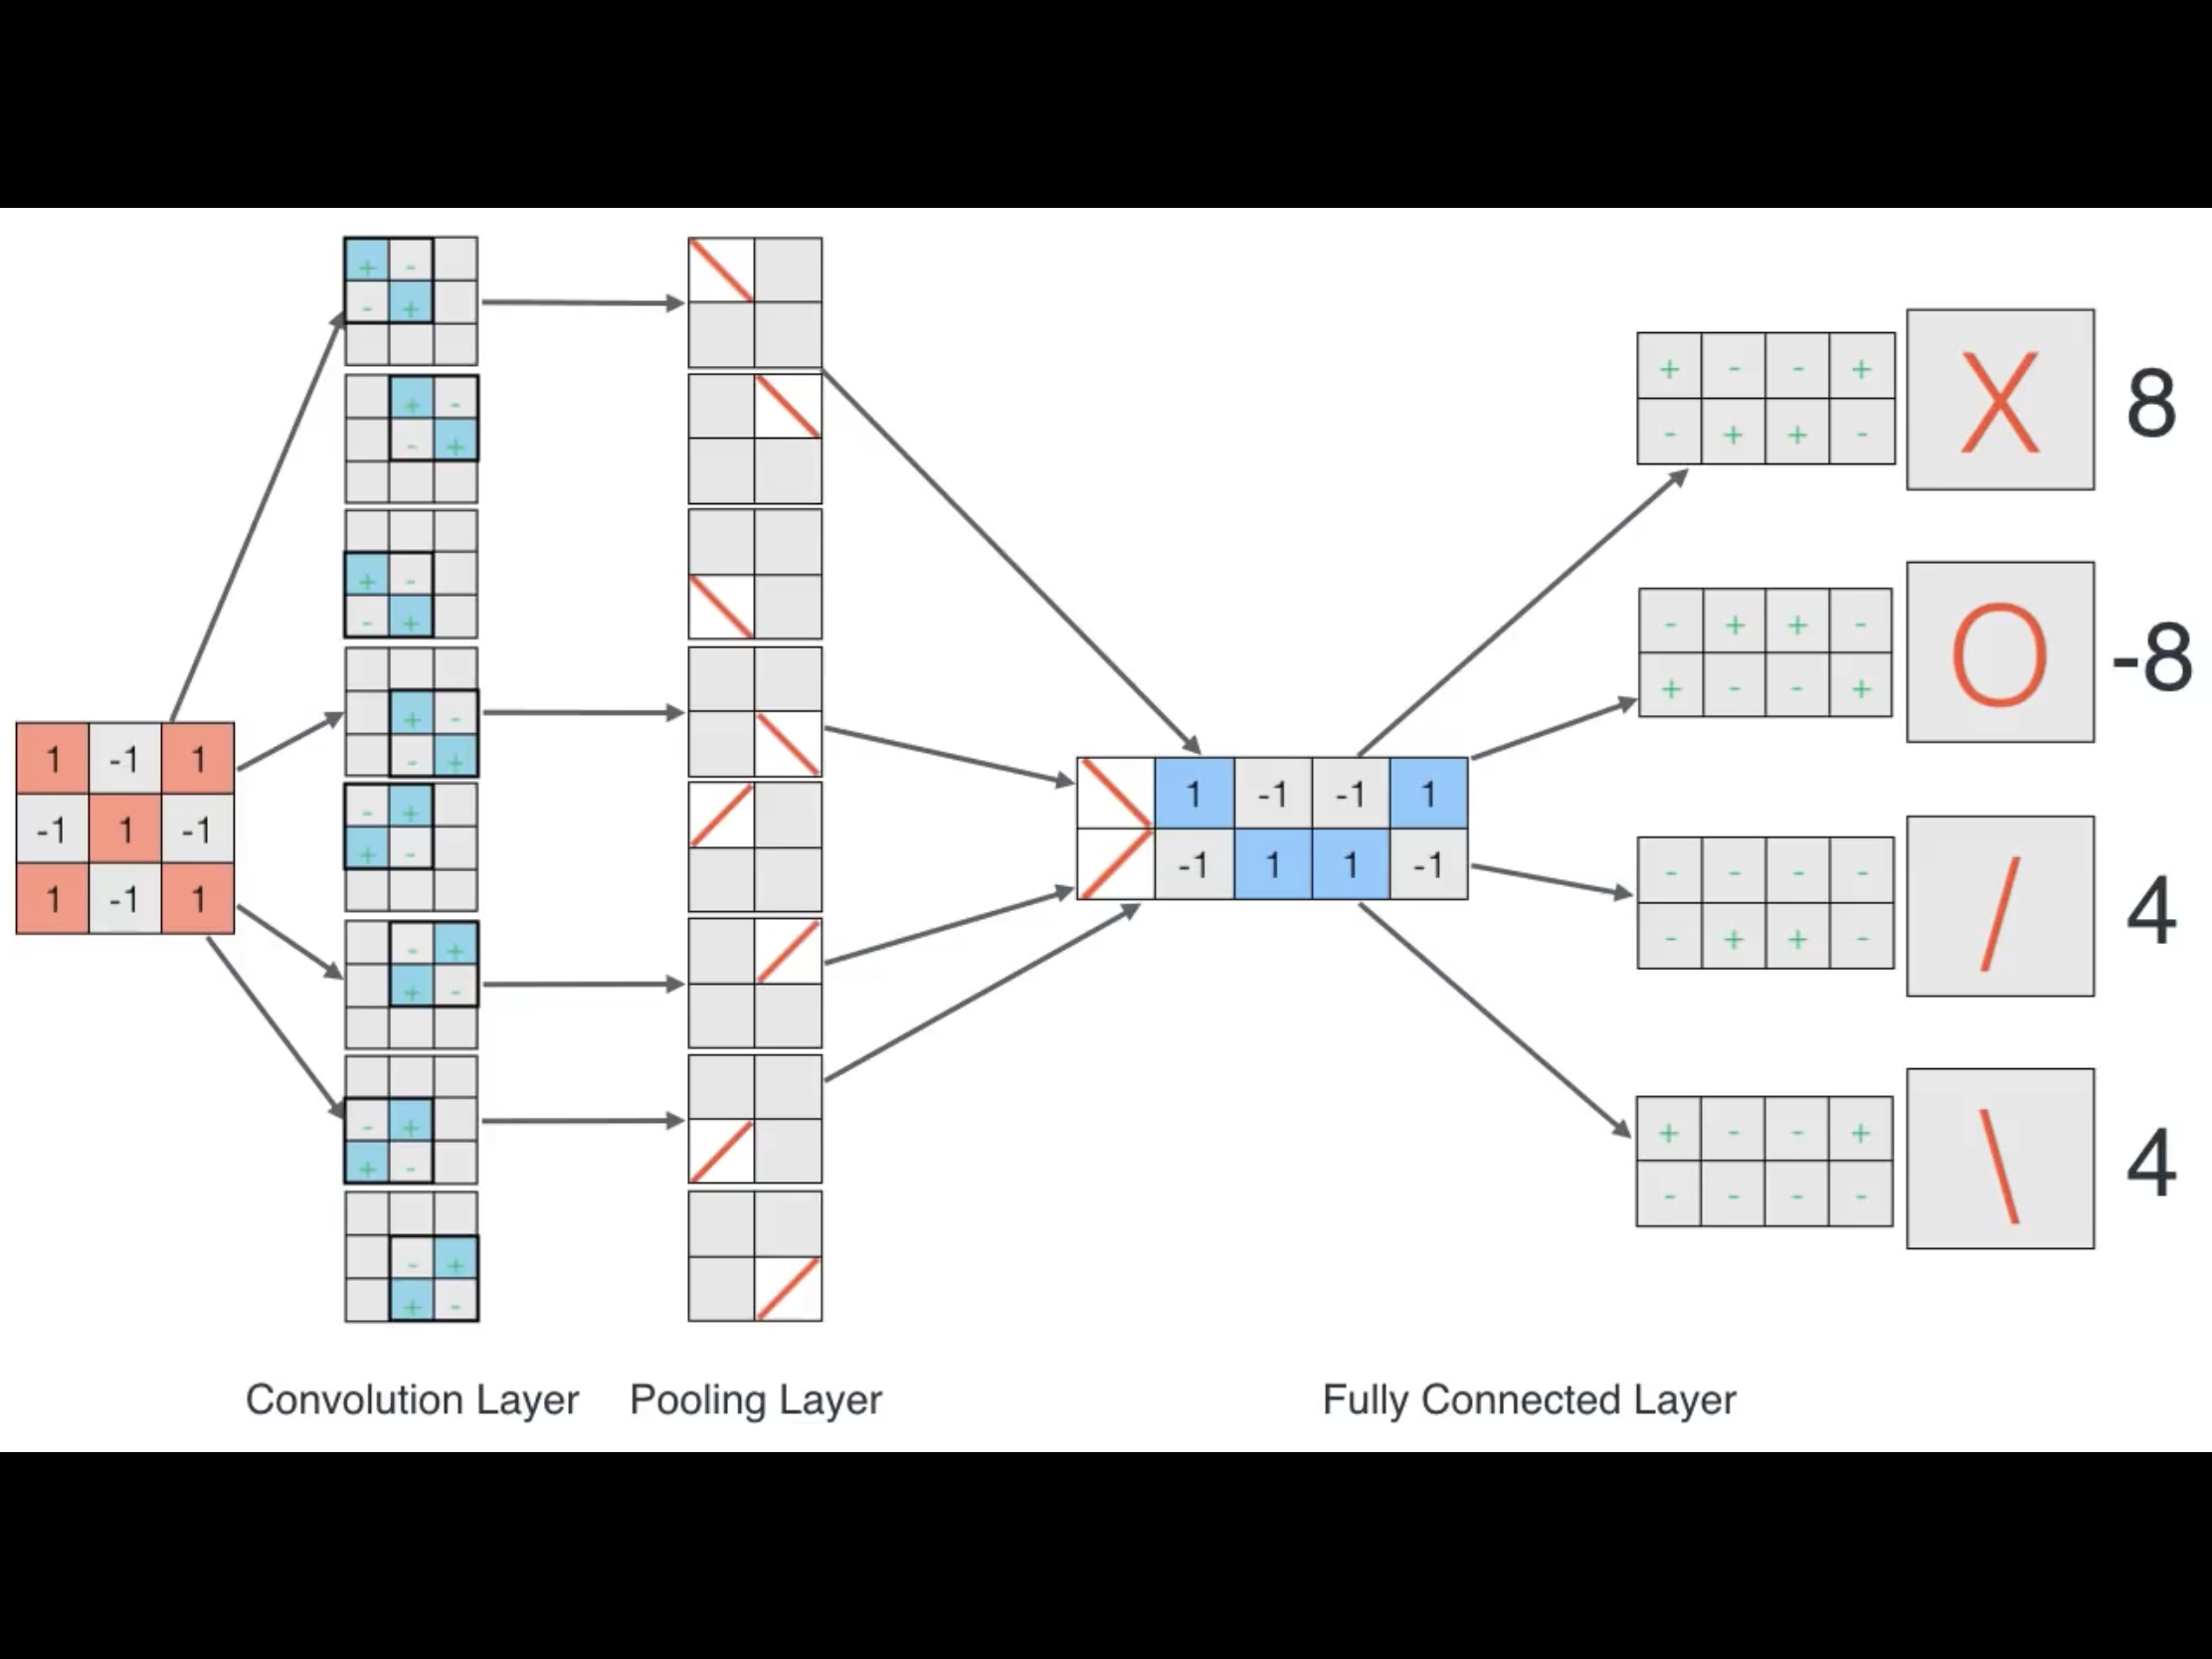 + -
- +
+ -
- +
+ -
- +
+ -
- +
- +
+ -
- +
+ -
- +
+ -
- +
+ -
1 -1 1
-1 1 -1
1 -1 1
1 -1 -1 1
-1 1 1 -1
+ - - +
- + + -
X 8
- + + -
+ - - +
O -8
- - - -
- + + -
/ 4
+ - - +
- - - -
\ 4
Convolution Layer
Pooling Layer
Fully Connected Layer